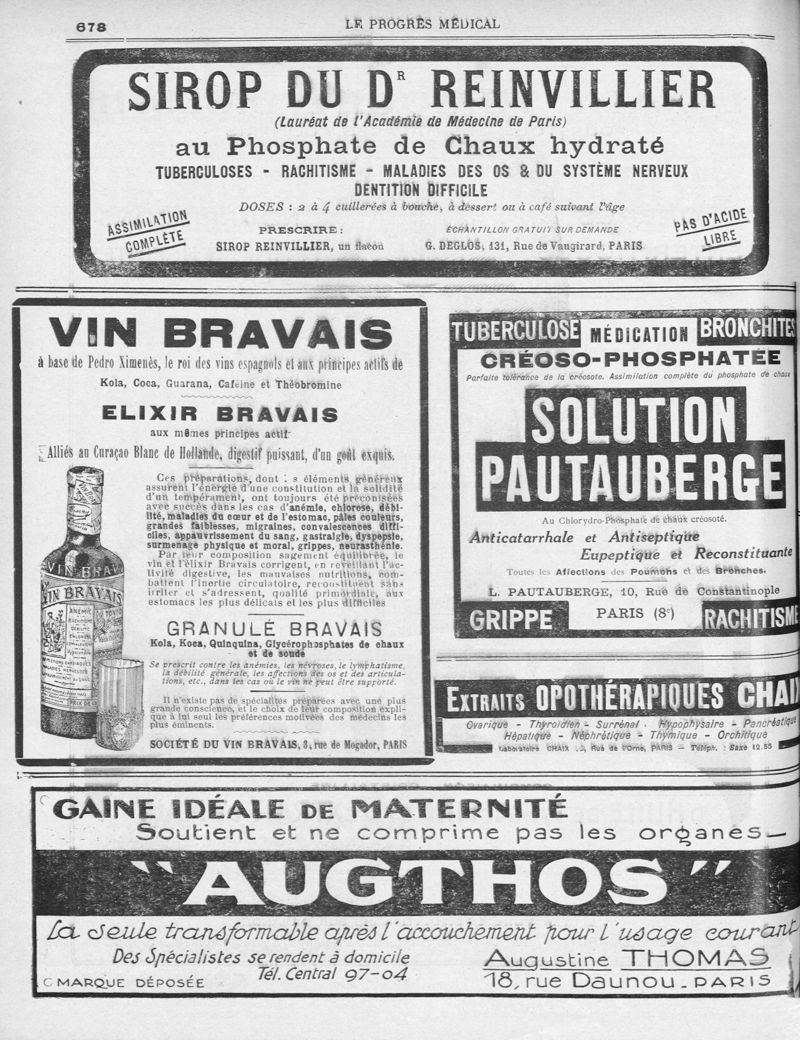 678
LE PROGRÈS MÉDICAL
SIROP DU DR REINVILLIER
(Lauréat de l'Académie de Médecine de Paris)
au Phosphate de Chaux hydraté
TUBERCULOSES - RACHITISME - MALADIES DES OS & DU SYSTÈME NERVEUX
DENTITION DIFFICILE
DOSES : 2 à 4 cuillerées à bouche, à dessert ou à café suivant l'âge
ASSIMILATION
COMPLÈTE
PRESCRIRE:
SIROP REINVILLIER, un flacon
ÉCHANTILLON GRATUIT SUR DEMANDE
G. DEGLOS, 131, Rue de Vaugirard, PARIS
PAS D'ACIDE
LIBRE
VIN BRAVAIS
à base de Pedro Ximenès, le roi des vins espagnols et aux principes actifs de
Kola, Coca, Guarana, Caféine et Théobromine
ELIXIR BRAVAIS
aux mêmes principes actif
Alliés au Curaçao Blanc de Hollande, digestif puissant, d'un goût exquis.
Ces préparations, dont : s éléments généreux
assurent l'énergie d'une constitution et la solidité
d'un tempérament, ont toujours été préconisées
avec succès dans les cas d'anémie, chlorose, débi-
lité, maladies du cœur et de l'estomac, pâles couleurs,
grandes faiblesses, migraines, convalescences diffi-
ciles, appauvrissement du sang, gastralgie, dyspepsie,
surmenage physique et moral, grippes, neurasthénie.
Par leur composition sagement équilibrée, le
vin et l'élixir Bravais corrigent, en réveillant l'ac-
tivité digestive, les mauvaises nutritions, com-
battent l'inertie circulatoire, reconstituent sans
irriter et s'adressent, qualité primordiale, aux
estomacs les plus délicats et les plus difficiles
VIN BRAV
VIN BRAVAIS
ANÉMIE
GRANULÉ BRAVAIS
Kola, Koca, Quinquina, Glycérophosphates de chaux
et de soude
Se prescrit contre les anémies, les névroses, le lymphatisme,
la débilité générale, les affections des os et des articula-
tions, etc., dans les cas où le vin ne peut être supporté.
Il n'existe pas de spécialités préparées avec une plus
grande conscience, et le choix de leur composition expli-
que à lui seul les préférences motivées des médecins les
plus éminents.
SOCIÉTÉ DU VIN BRAVAIS, 3, rue de Mogador, PARIS
TUBERCULOSE MÉDICATION BRONCHITES
CRÉOSO-PHOSPHATÉE
Parfaite tolérance de la créosote. Assimilation complète du phosphate de chaux
SOLUTION
PAUTAUBERGE
Au Chlorydro-Phosphate de chaux créosoté.
Anticatarrhale et Antiseptique
Eupeptique et Reconstituante
Toutes les Affections des Poumons et des Bronches.
L. PAUTAUBERGE, 10, Rue de Constantinople
GRIPPE PARIS (8e) RACHITISME
EXTRAITS OPOTHÉRAPIQUES CHAIX
Ovarique - Thyroïdien - Surrénal - Hypophysaire - Pancréatique
Hépatique - Néphrétique - Thymique - Orchitique
Laboratoire CHAIX Rue de l'Orne, PARIS — Téléph. : Saxe 12.55
GAINE IDÉALE DE MATERNITÉ
Soutient et ne comprime pas les organes—
"AUGTHOS"
La seule transformable après l'accouchement pour l'usage courant
Des Spécialistes se rendent à domicile
Tél. Central 97-04
MARQUE DÉPOSÉE
Augustine THOMAS
18, rue Daunou_PARIS